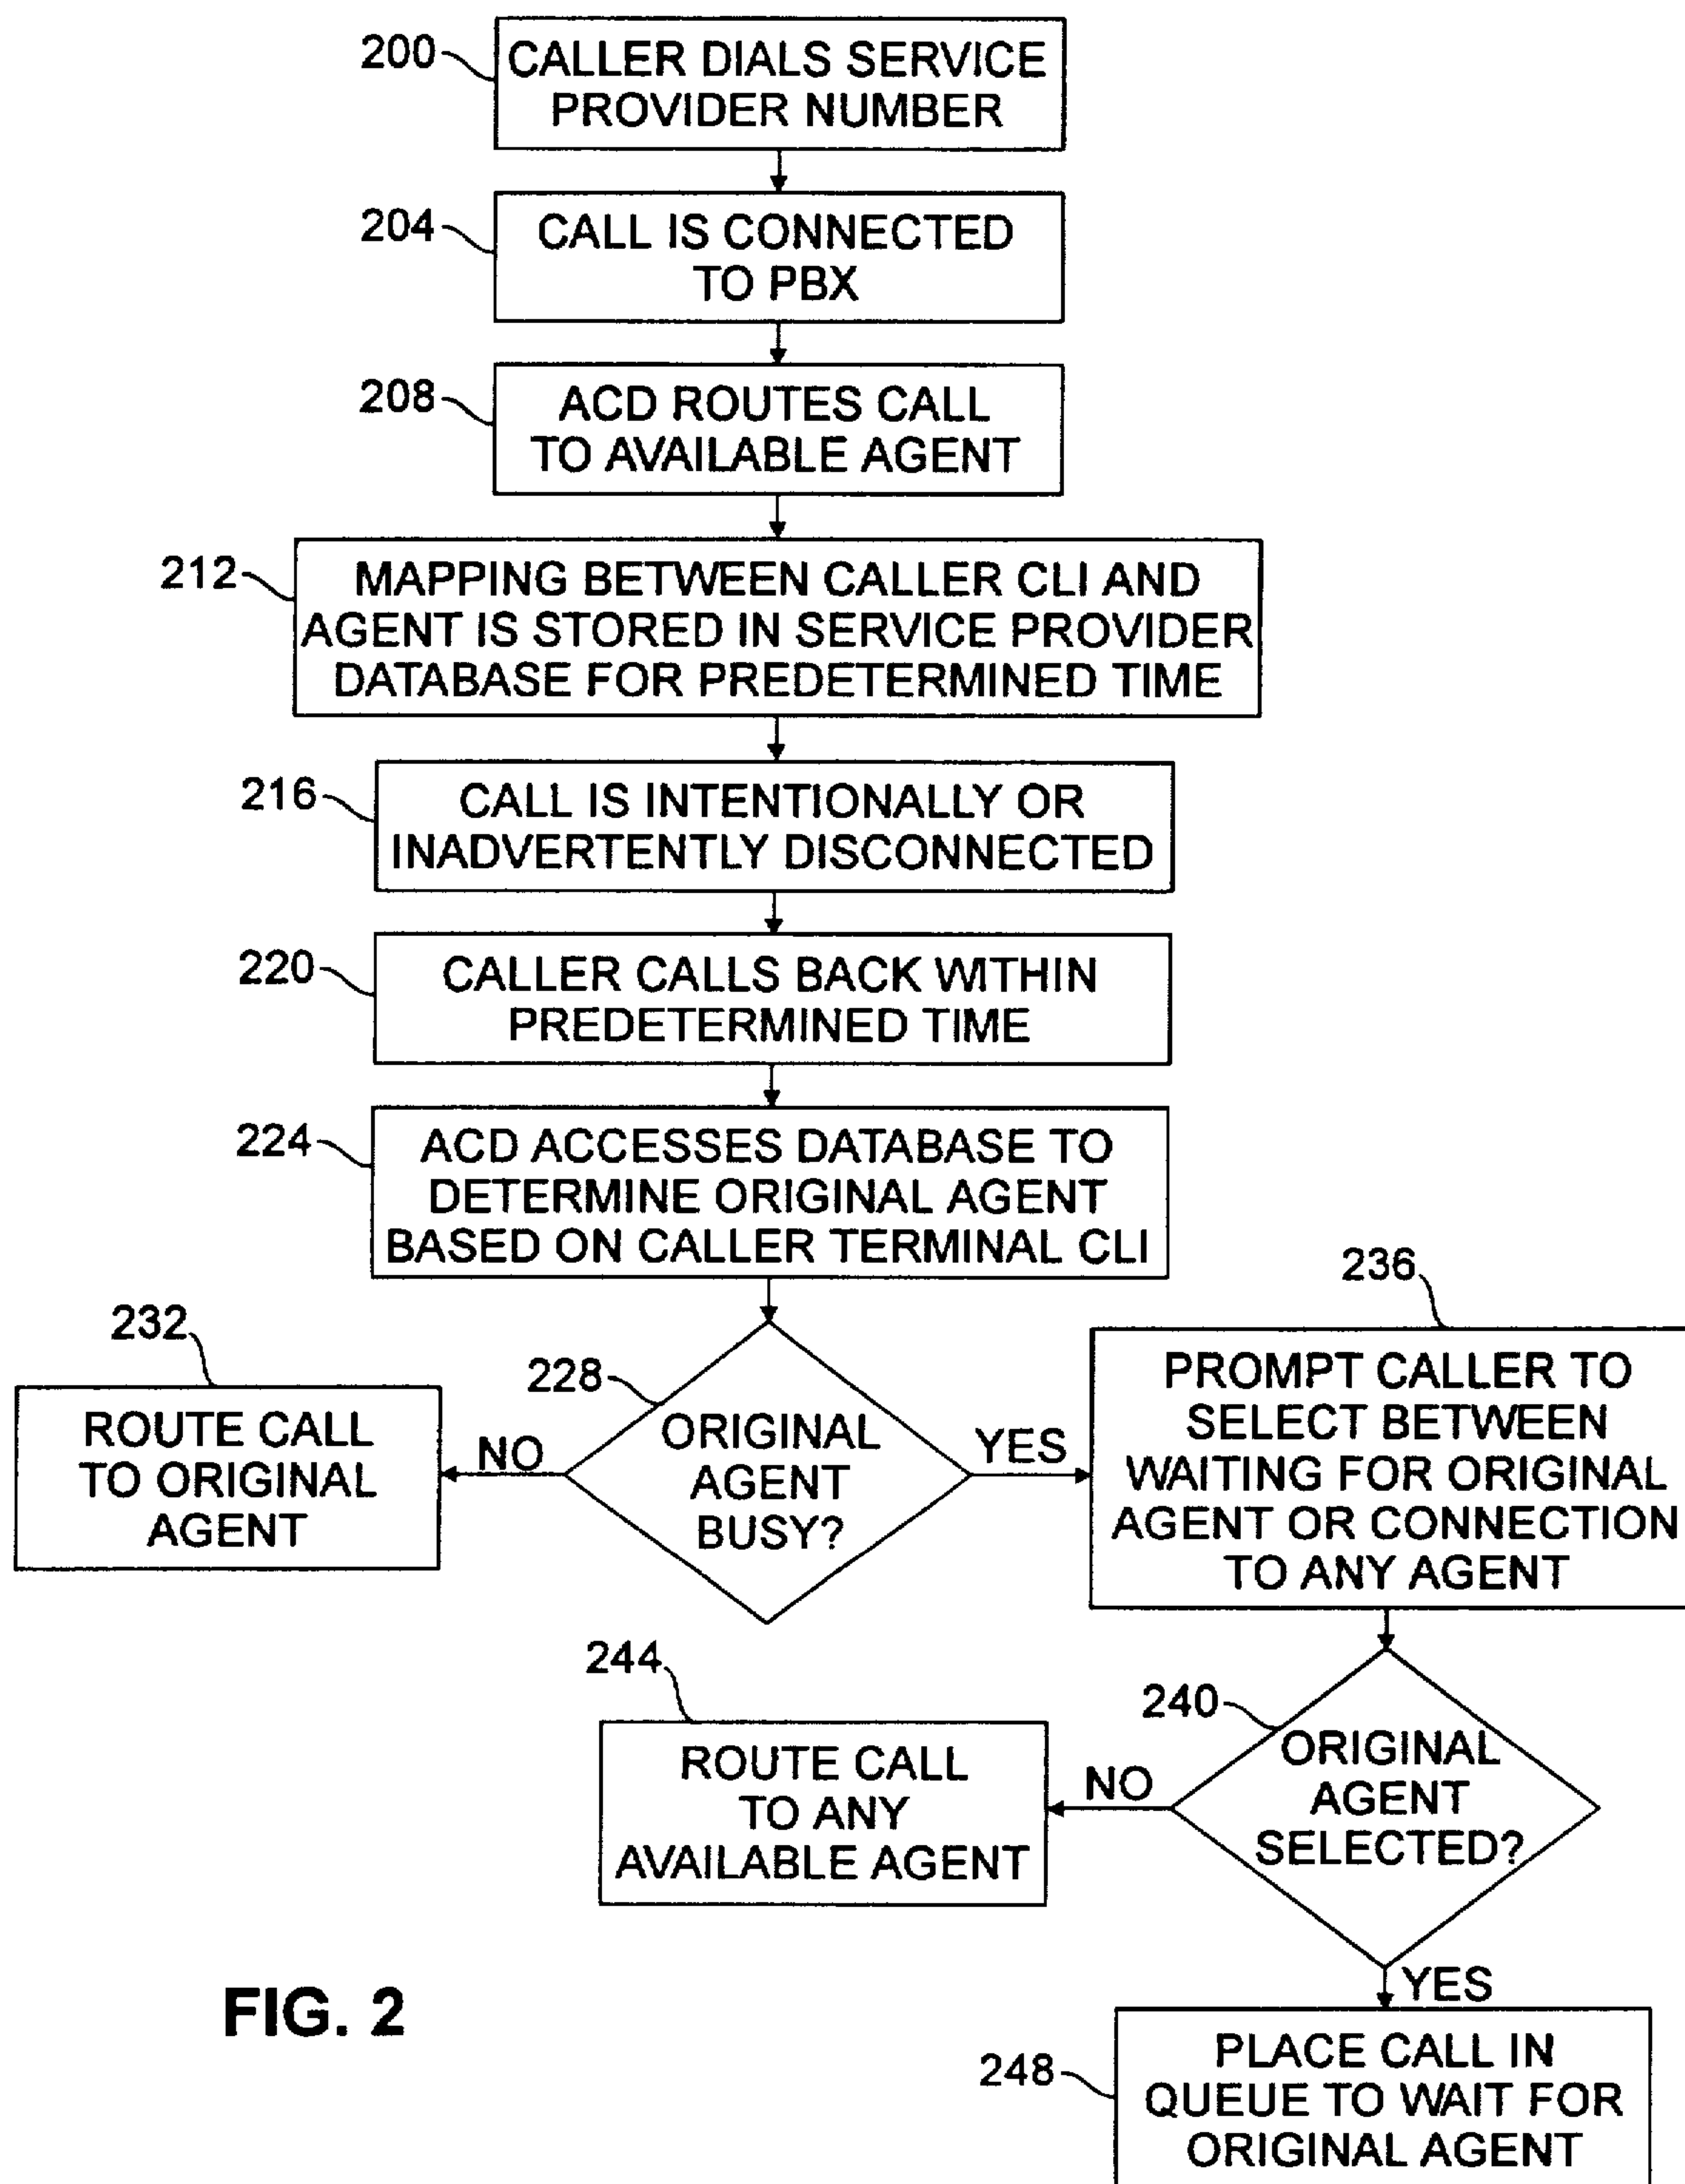 200
CALLER DIALS SERVICE
PROVIDER NUMBER
204
CALL IS CONNECTED
TO PBX
208
ACD ROUTES CALL
TO AVAILABLE AGENT
212
MAPPING BETWEEN CALLER CLI AND
AGENT IS STORED IN SERVICE PROVIDER
DATABASE FOR PREDETERMINED TIME
216
CALL IS INTENTIONALLY OR
INADVERTENTLY DISCONNECTED
220
CALLER CALLS BACK WITHIN
PREDETERMINED TIME
224
ACD ACCESSES DATABASE TO
DETERMINE ORIGINAL AGENT
BASED ON CALLER TERMINAL CLI
228
ORIGINAL
AGENT
BUSY?
NO
232
ROUTE CALL
TO ORIGINAL
AGENT
YES
236
PROMPT CALLER TO
SELECT BETWEEN
WAITING FOR ORIGINAL
AGENT OR CONNECTION
TO ANY AGENT
240
ORIGINAL
AGENT
SELECTED?
NO
244
ROUTE CALL
TO ANY
AVAILABLE AGENT
YES
248
PLACE CALL IN
QUEUE TO WAIT FOR
ORIGINAL AGENT
FIG. 2